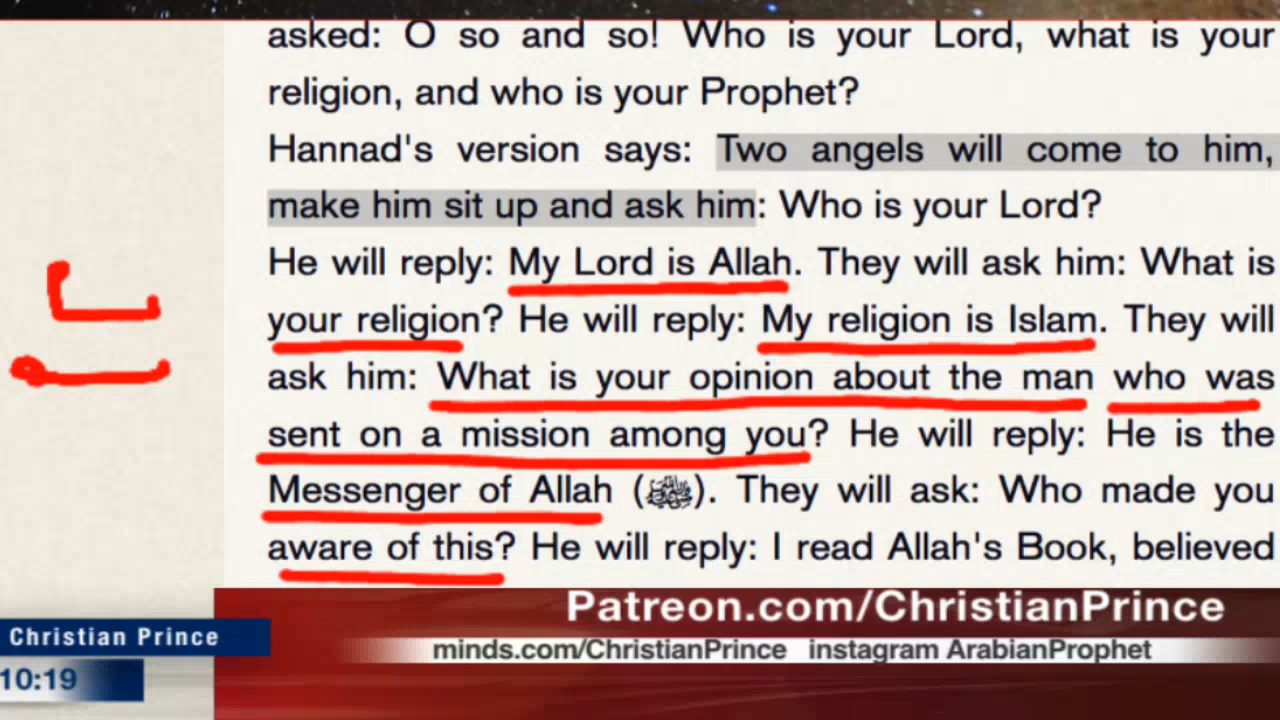 asked: O so and so! Who is your Lord, what is your
religion, and who is your Prophet?
Hannad's version says: Two angels will come to him,
make him sit up and ask him: Who is your Lord?
He will reply: My Lord is Allah. They will ask him: What is
your religion? He will reply: My religion is Islam. They will
ask him: What is your opinion about the man who was
sent on a mission among you? He will reply: He is the
Messenger of Allah (ﷺ). They will ask: Who made you
aware of this? He will reply: I read Allah's Book, believed
Patreon.com/ChristianPrince
Christian Prince
minds.com/ChristianPrince instagram ArabianProphet
10:19